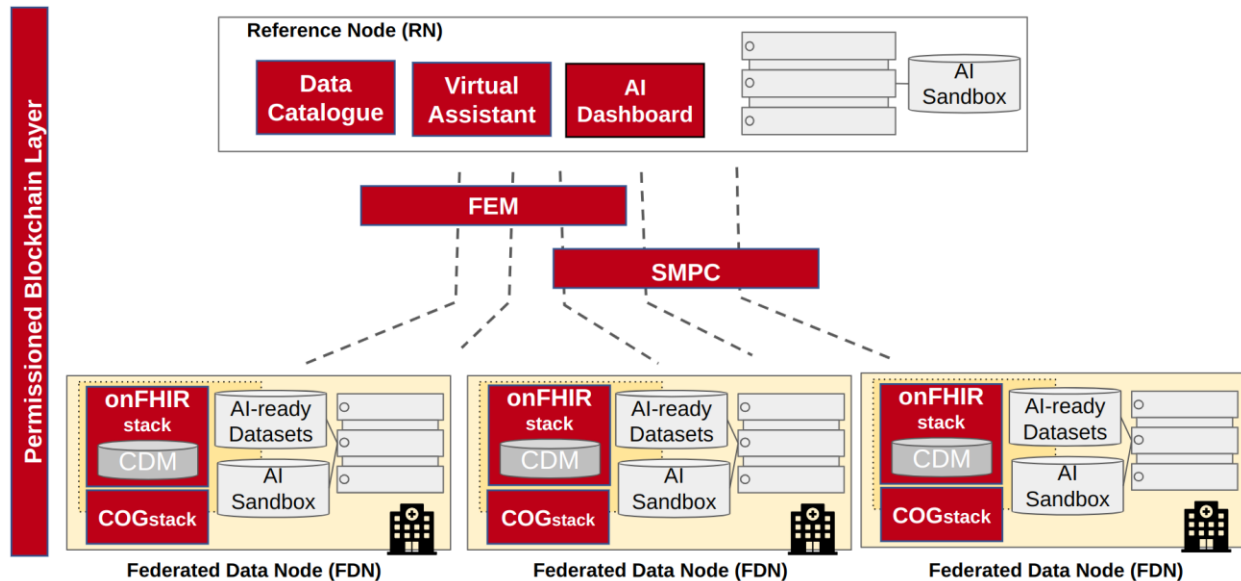 Permissioned Blockchain Layer
Reference Node (RN)
Data
Catalogue
Virtual
Assistant
AI
Dashboard
AI
Sandbox
FEM
SMPC
onFHIR
stack
CDM
COGstack
AI-ready
Datasets
AI
Sandbox
Federated Data Node (FDN)
onFHIR
stack
CDM
COGstack
AI-ready
Datasets
AI
Sandbox
Federated Data Node (FDN)
onFHIR
stack
CDM
COGstack
AI-ready
Datasets
AI
Sandbox
Federated Data Node (FDN)